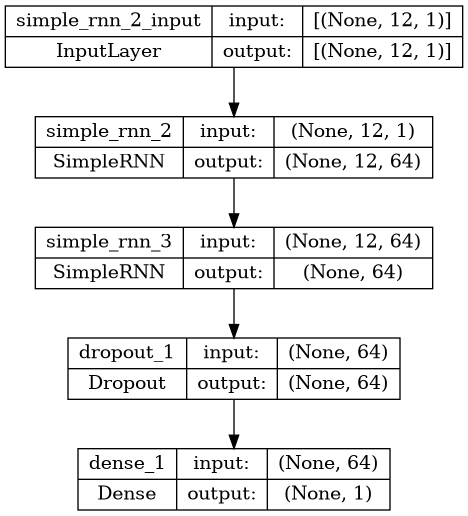 simple_rnn_2_input input: [(None, 12, 1)]
InputLayer output: [(None, 12, 1)]
simple_rnn_2 input: (None, 12, 1)
SimpleRNN output: (None, 12, 64)
simple_rnn_3 input: (None, 12, 64)
SimpleRNN output: (None, 64)
dropout_1 input: (None, 64)
Dropout output: (None, 64)
dense_1 input: (None, 64)
Dense output: (None, 1)